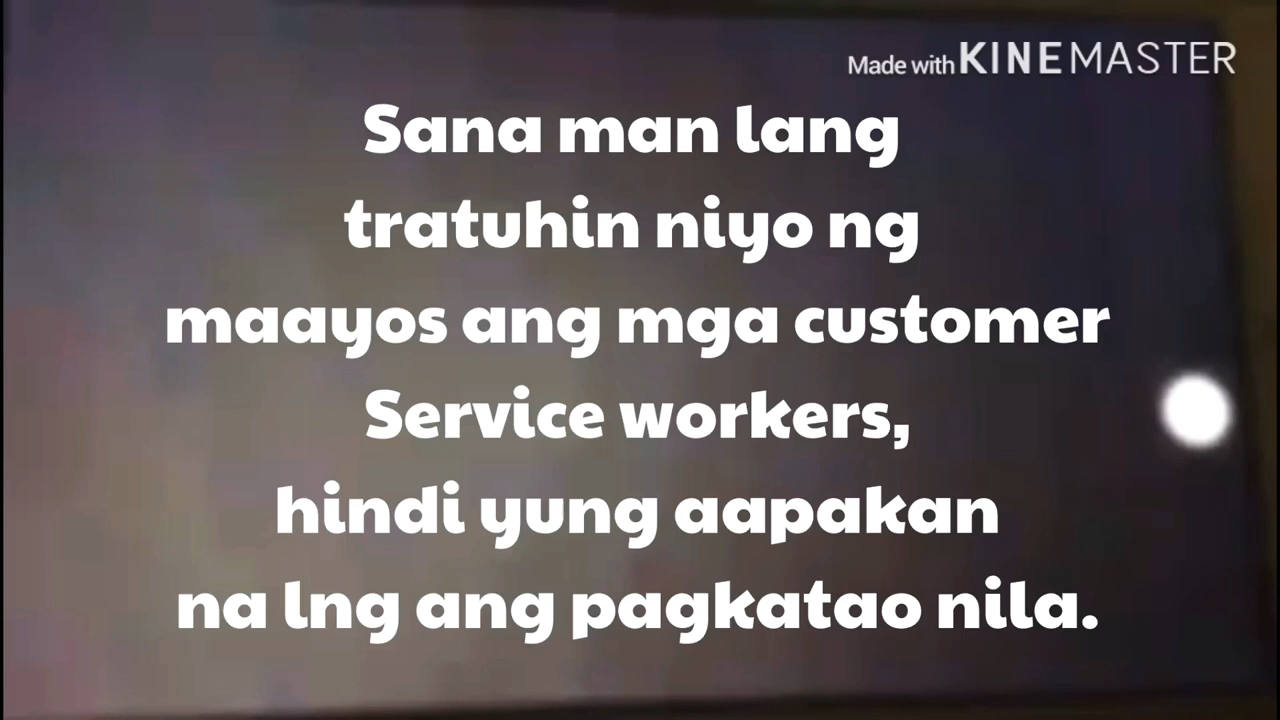 Made with KINEMASTER
Sana man lang
tratuhin niyo ng
maayos ang mga customer
Service workers,
hindi yung aapakan
na lng ang pagkatao nila.